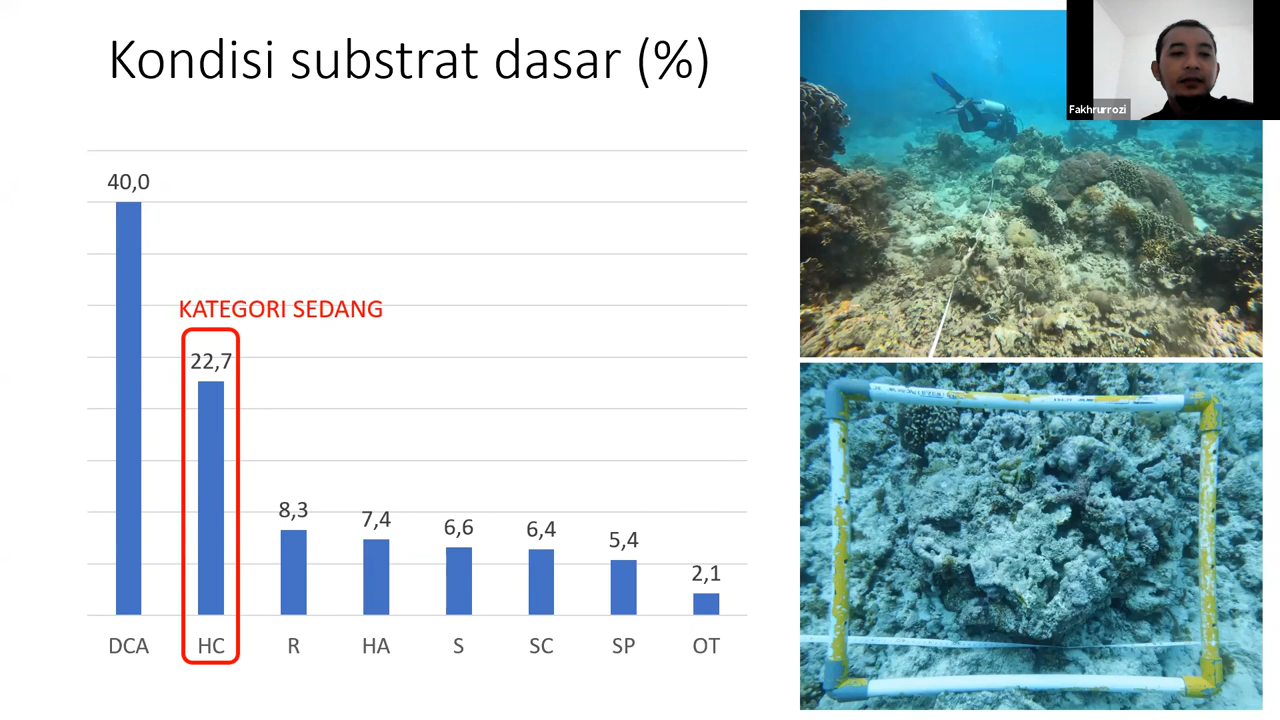 Kondisi substrat dasar (%)
Fakhrurrozi
40,0
KATEGORI SEDANG
22,7
8,3
7,4
6,6
6,4
5,4
2,1
DCA
HC
R
HA
S
SC
SP
OT